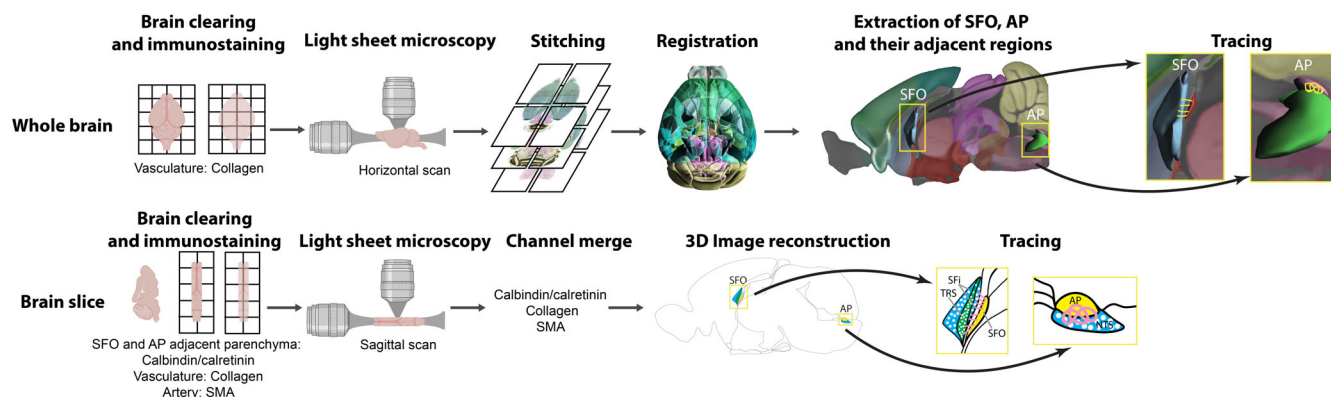 Whole brain
Brain clearing
and immunostaining
Vasculature: Collagen
Light sheet microscopy
Horizontal scan
Stitching
Registration
Extraction of SFO, AP
and their adjacent regions
SFO
AP
Tracing
SFO
AP
Brain slice
Brain clearing
and immunostaining
SFO and AP adjacent parenchyma:
Calbindin/calretinin
Vasculature: Collagen
Artery: SMA
Light sheet microscopy
Sagittal scan
Channel merge
Calbindin/calretinin
Collagen
SMA
3D Image reconstruction
SFO
AP
Tracing
SFi
TRS
SFO
AP
NTS